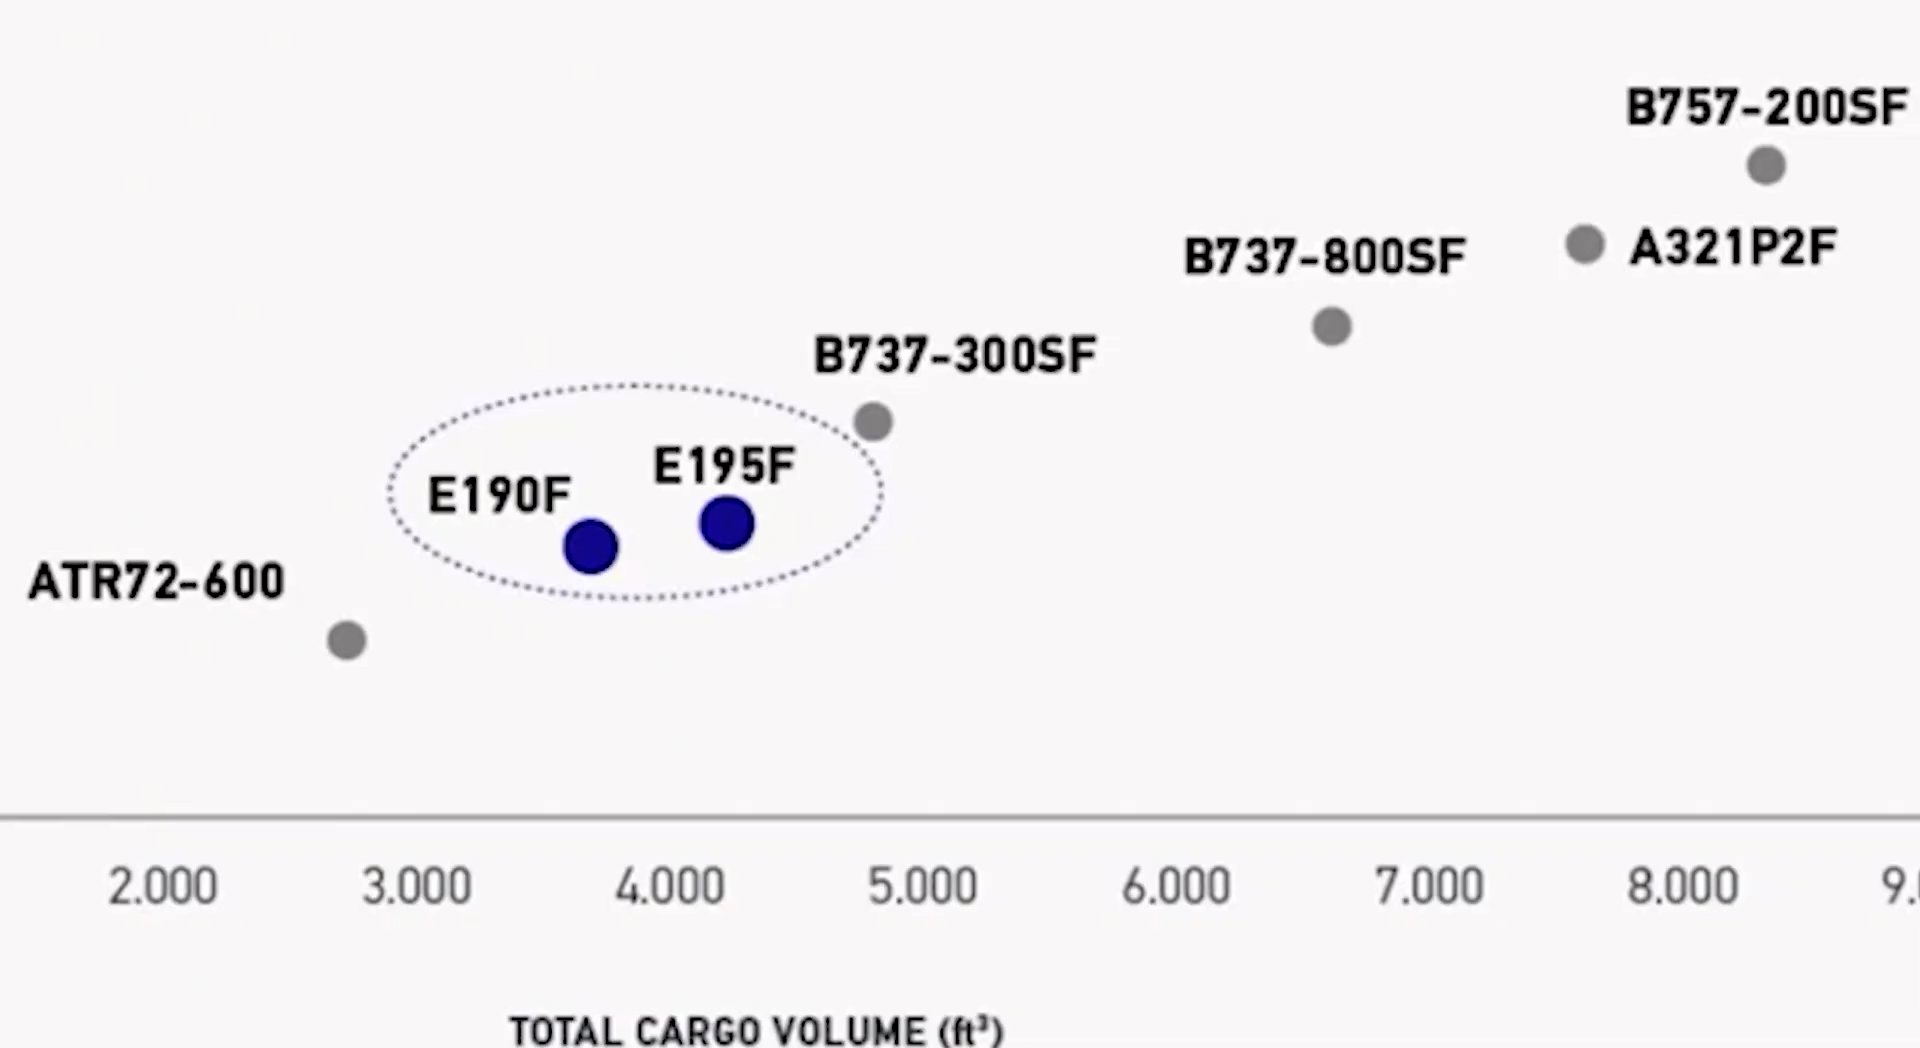 B757-200SF
A321P2F
B737-800SF
B737-300SF
E195F
E190F
ATR72-600
2.000 3.000 4.000 5.000 6.000 7.000 8.000
TOTAL CARGO VOLUME (ft³)